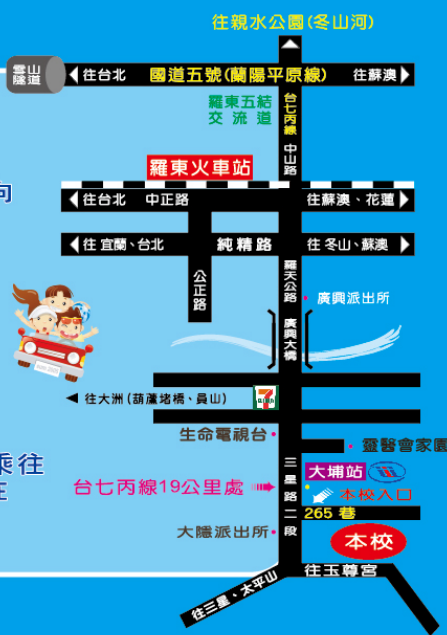 往親水公園(冬山河)
雪山
隧道
往台北
國道五號(蘭陽平原線)
往蘇澳
羅東五結
交流道
台七丙線
中山路
羅東火車站
向
往台北
中正路
往蘇澳、花蓮
往 宜蘭、台北
純精路
往 冬山、蘇澳
公正路
羅天公路
廣興派出所
廣興大橋
往大洲(葫蘆堵橋、員山)
7
生命電視台
靈醫會家園
乘往
在
三星路二段
大埔站
台七丙線19公里處
本校入口
265 巷
大隱派出所
本校
往玉尊宮
往三星、太平山